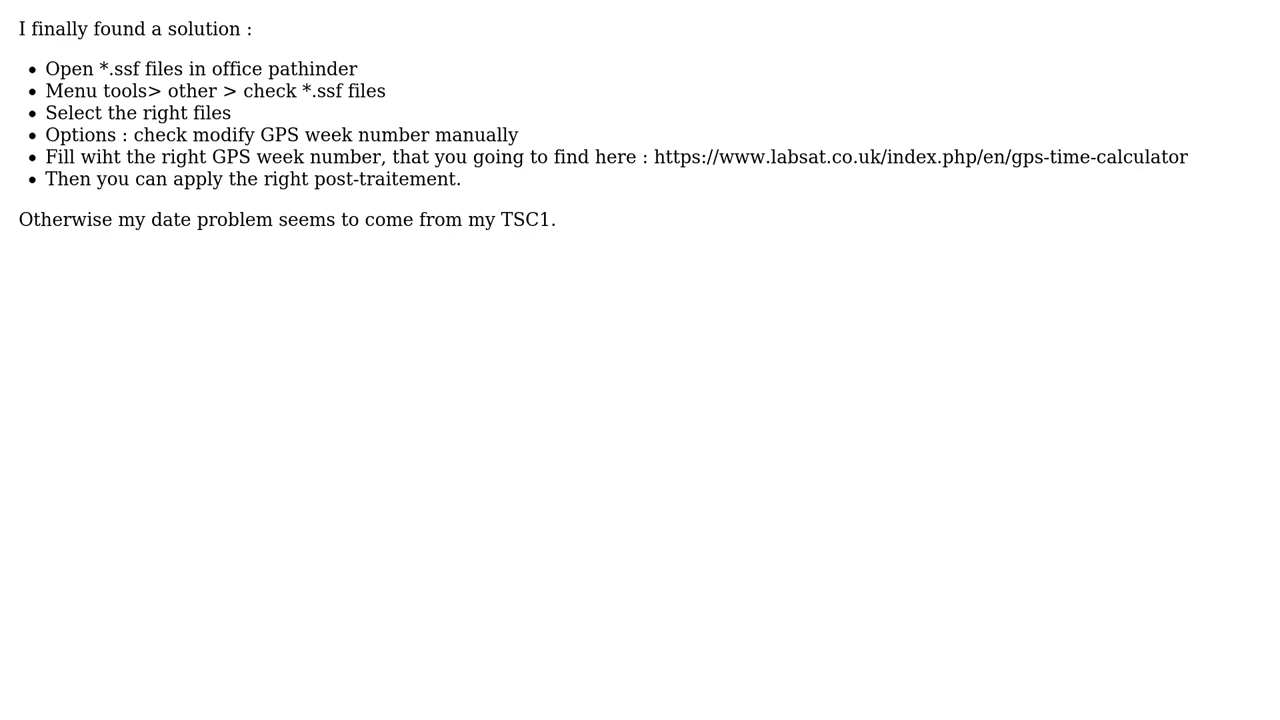 I finally found a solution :
• Open *.ssf files in office pathinder
• Menu tools> other > check *.ssf files
• Select the right files
• Options : check modify GPS week number manually
• Fill wiht the right GPS week number, that you going to find here : https://www.labsat.co.uk/index.php/en/gps-time-calculator
• Then you can apply the right post-traitement.
Otherwise my date problem seems to come from my TSC1.